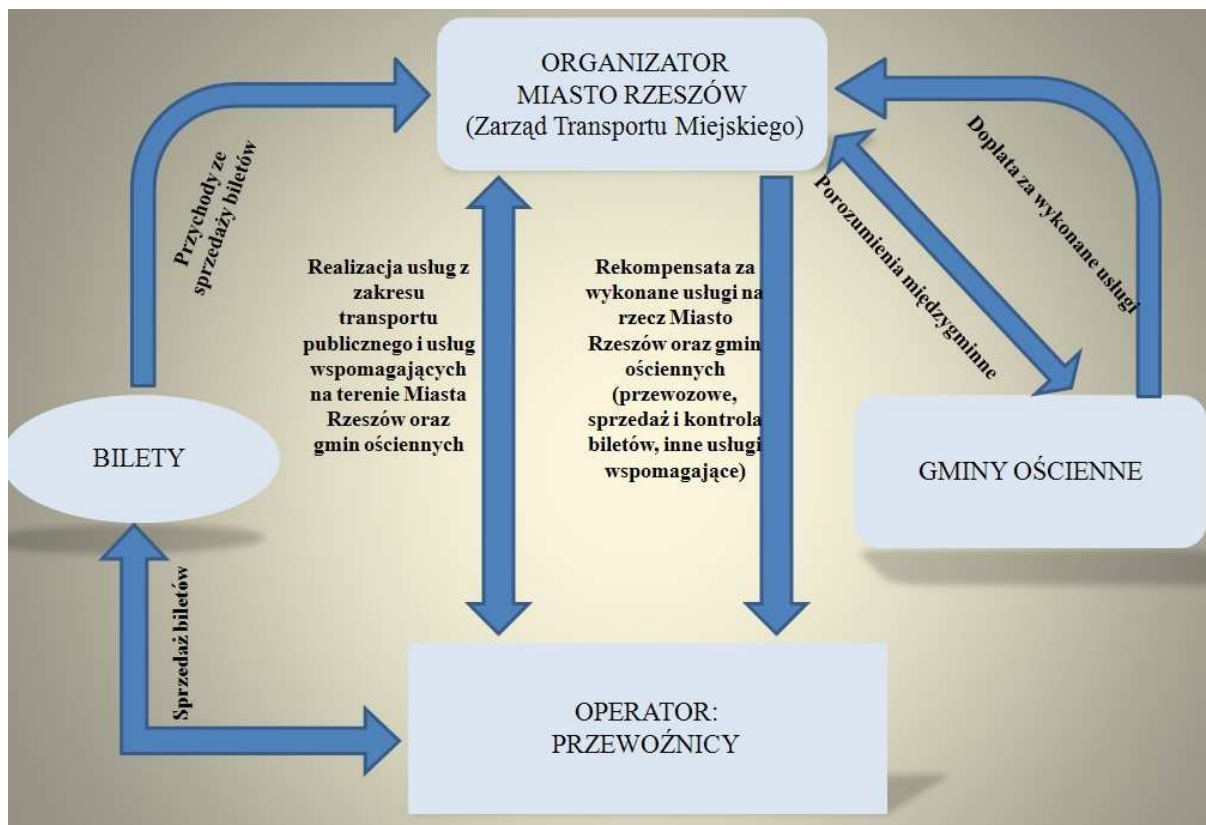 ORGANIZATOR
MIASTO RZESZÓW
(Zarząd Transportu Miejskiego)
Przychody ze
sprzedaży biletów
Realizacja usług z
zakresu
transportu
publicznego i usług
wspomagających
na terenie Miasta
Rzeszów oraz
gmin ościennych
Rekompensata za
wykonane usługi na
rzecz Miasto
Rzeszów oraz gmin
ościennych
(przewozowe,
sprzedaż i kontrola
biletów, inne usługi
wspomagające)
Porozumienia międzygminne
Dopłata za wykonane usługi
BILETY
GMINY OŚCIENNE
Sprzedaż biletów
OPERATOR:
PRZEWOŹNICY